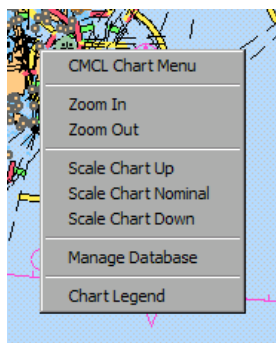 CMCL Chart Menu
Zoom In
Zoom Out
Scale Chart Up
Scale Chart Nominal
Scale Chart Down
Manage Database
Chart Legend